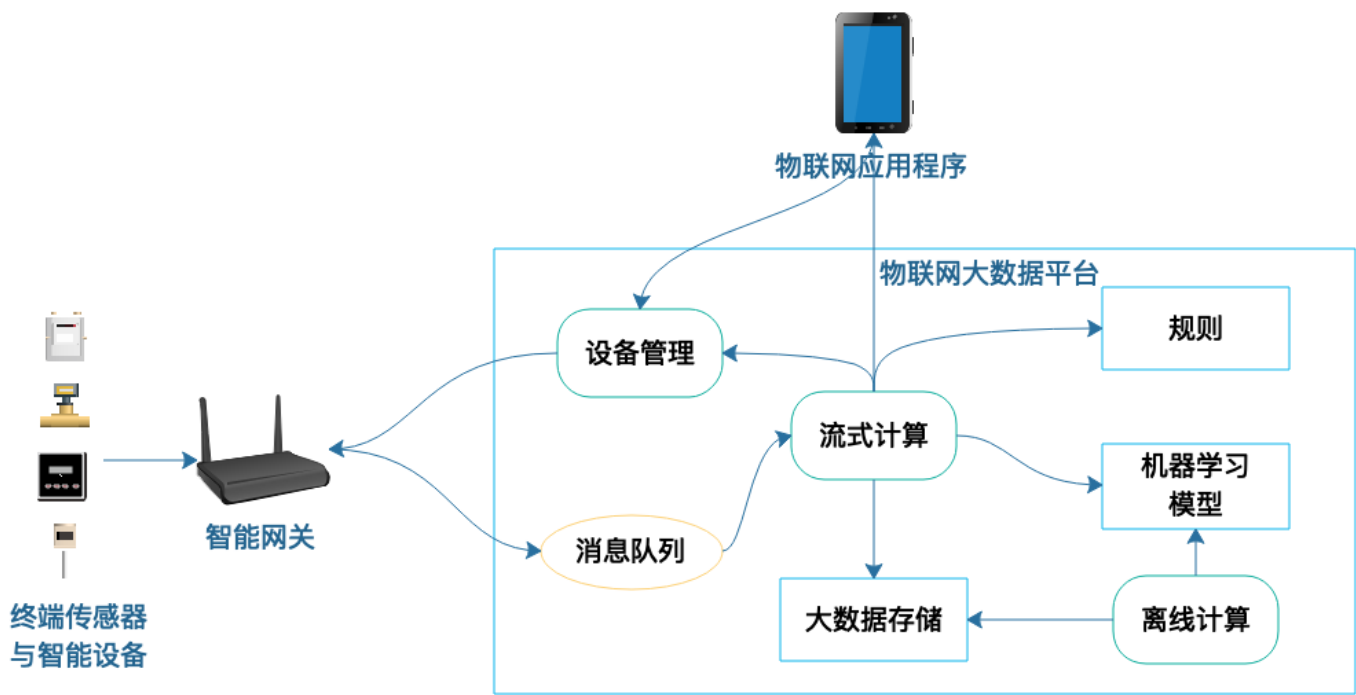 物联网应用程序
物联网大数据平台
规则
设备管理
流式计算
机器学习
模型
智能网关
消息队列
大数据存储
离线计算
终端传感器
与智能设备